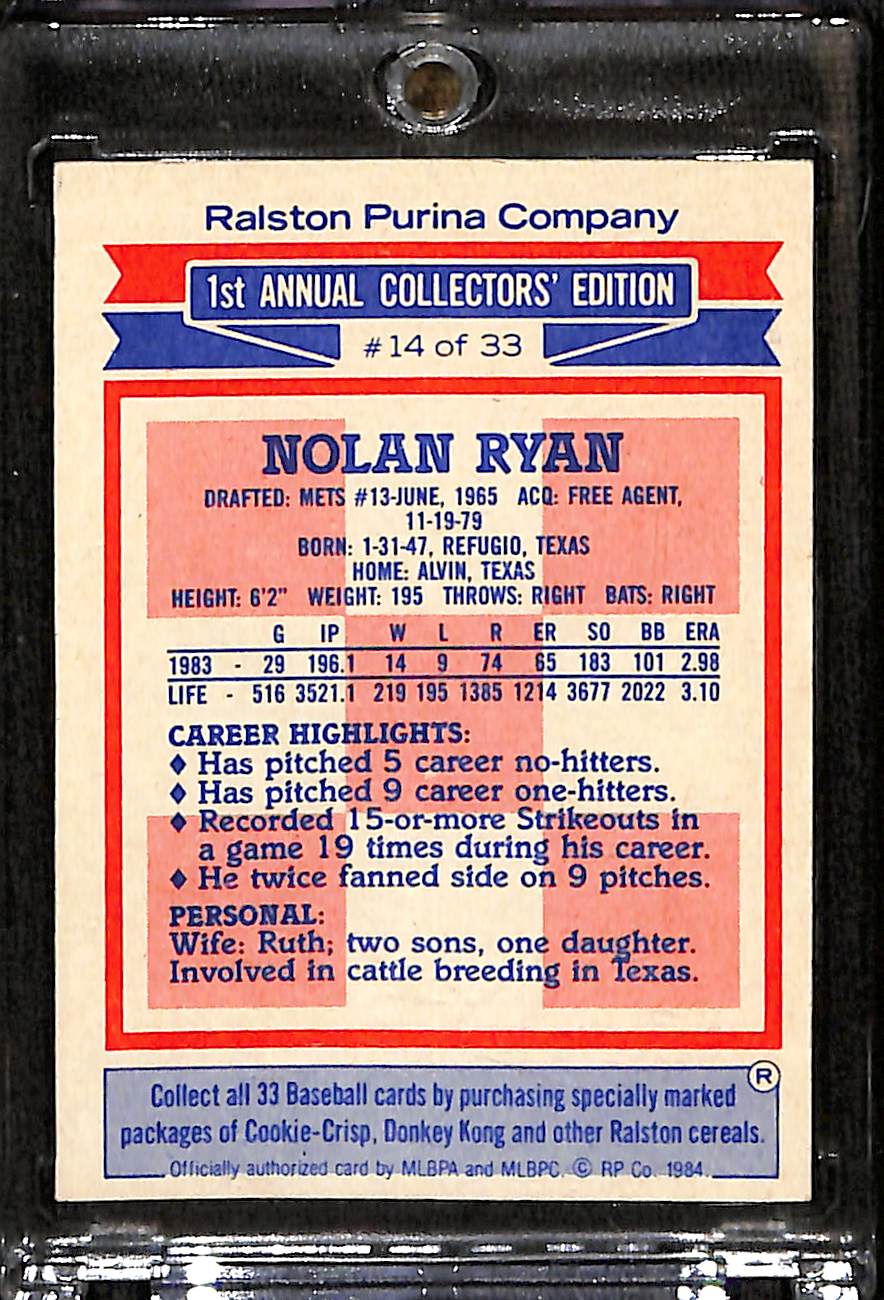 Ralston Purina Company
1st ANNUAL COLLECTORS' EDITION
#14 of 33
NOLAN RYAN
DRAFTED: METS #13-JUNE, 1965 ACQ: FREE AGENT,
11-19-79
BORN: 1-31-47, REFUGIO, TEXAS
HOME: ALVIN, TEXAS
HEIGHT: 6'2" WEIGHT: 195 THROWS: RIGHT BATS: RIGHT
G IP W L R ER SO BB ERA
1983 - 29 196.1 14 9 74 65 183 101 2.98
LIFE - 516 3521.1 219 195 1385 1214 3677 2022 3.10
CAREER HIGHLIGHTS:
♦ Has pitched 5 career no-hitters.
♦ Has pitched 9 career one-hitters.
♦ Recorded 15-or-more Strikeouts in
a game 19 times during his career.
♦ He twice fanned side on 9 pitches.
PERSONAL:
Wife: Ruth; two sons, one daughter.
Involved in cattle breeding in Texas.
®
Collect all 33 Baseball cards by purchasing specially marked
packages of Cookie-Crisp, Donkey Kong and other Ralston cereals.
Officially authorized card by MLBPA and MLBPC. © RP Co. 1984.